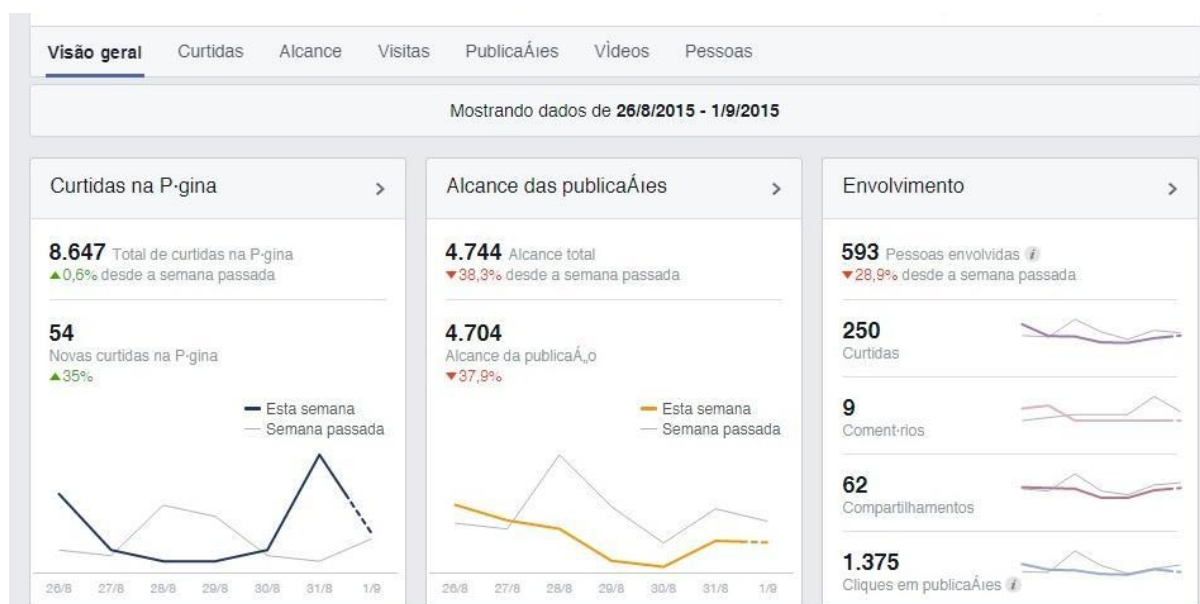 Visão geral Curtidas Alcance Visitas PublicaÁıes VÌdeos Pessoas
Mostrando dados de 26/8/2015 - 1/9/2015
Curtidas na P·gina
8.647 Total de curtidas na P·gina
▲0,6% desde a semana passada
54
Novas curtidas na P·gina
▲35%
Esta semana
Semana passada
26/8 27/8 28/8 29/8 30/8 31/8 1/9
Alcance das publicaÁıes
4.744 Alcance total
▼38,3% desde a semana passada
4.704
Alcance da publicaÁ„o
▼37,9%
Esta semana
Semana passada
26/8 27/8 28/8 29/8 30/8 31/8 1/9
Envolvimento
593 Pessoas envolvidas i
▼28,9% desde a semana passada
250
Curtidas
9
Coment·rios
62
Compartilhamentos
1.375
Cliques em publicaÁıes i